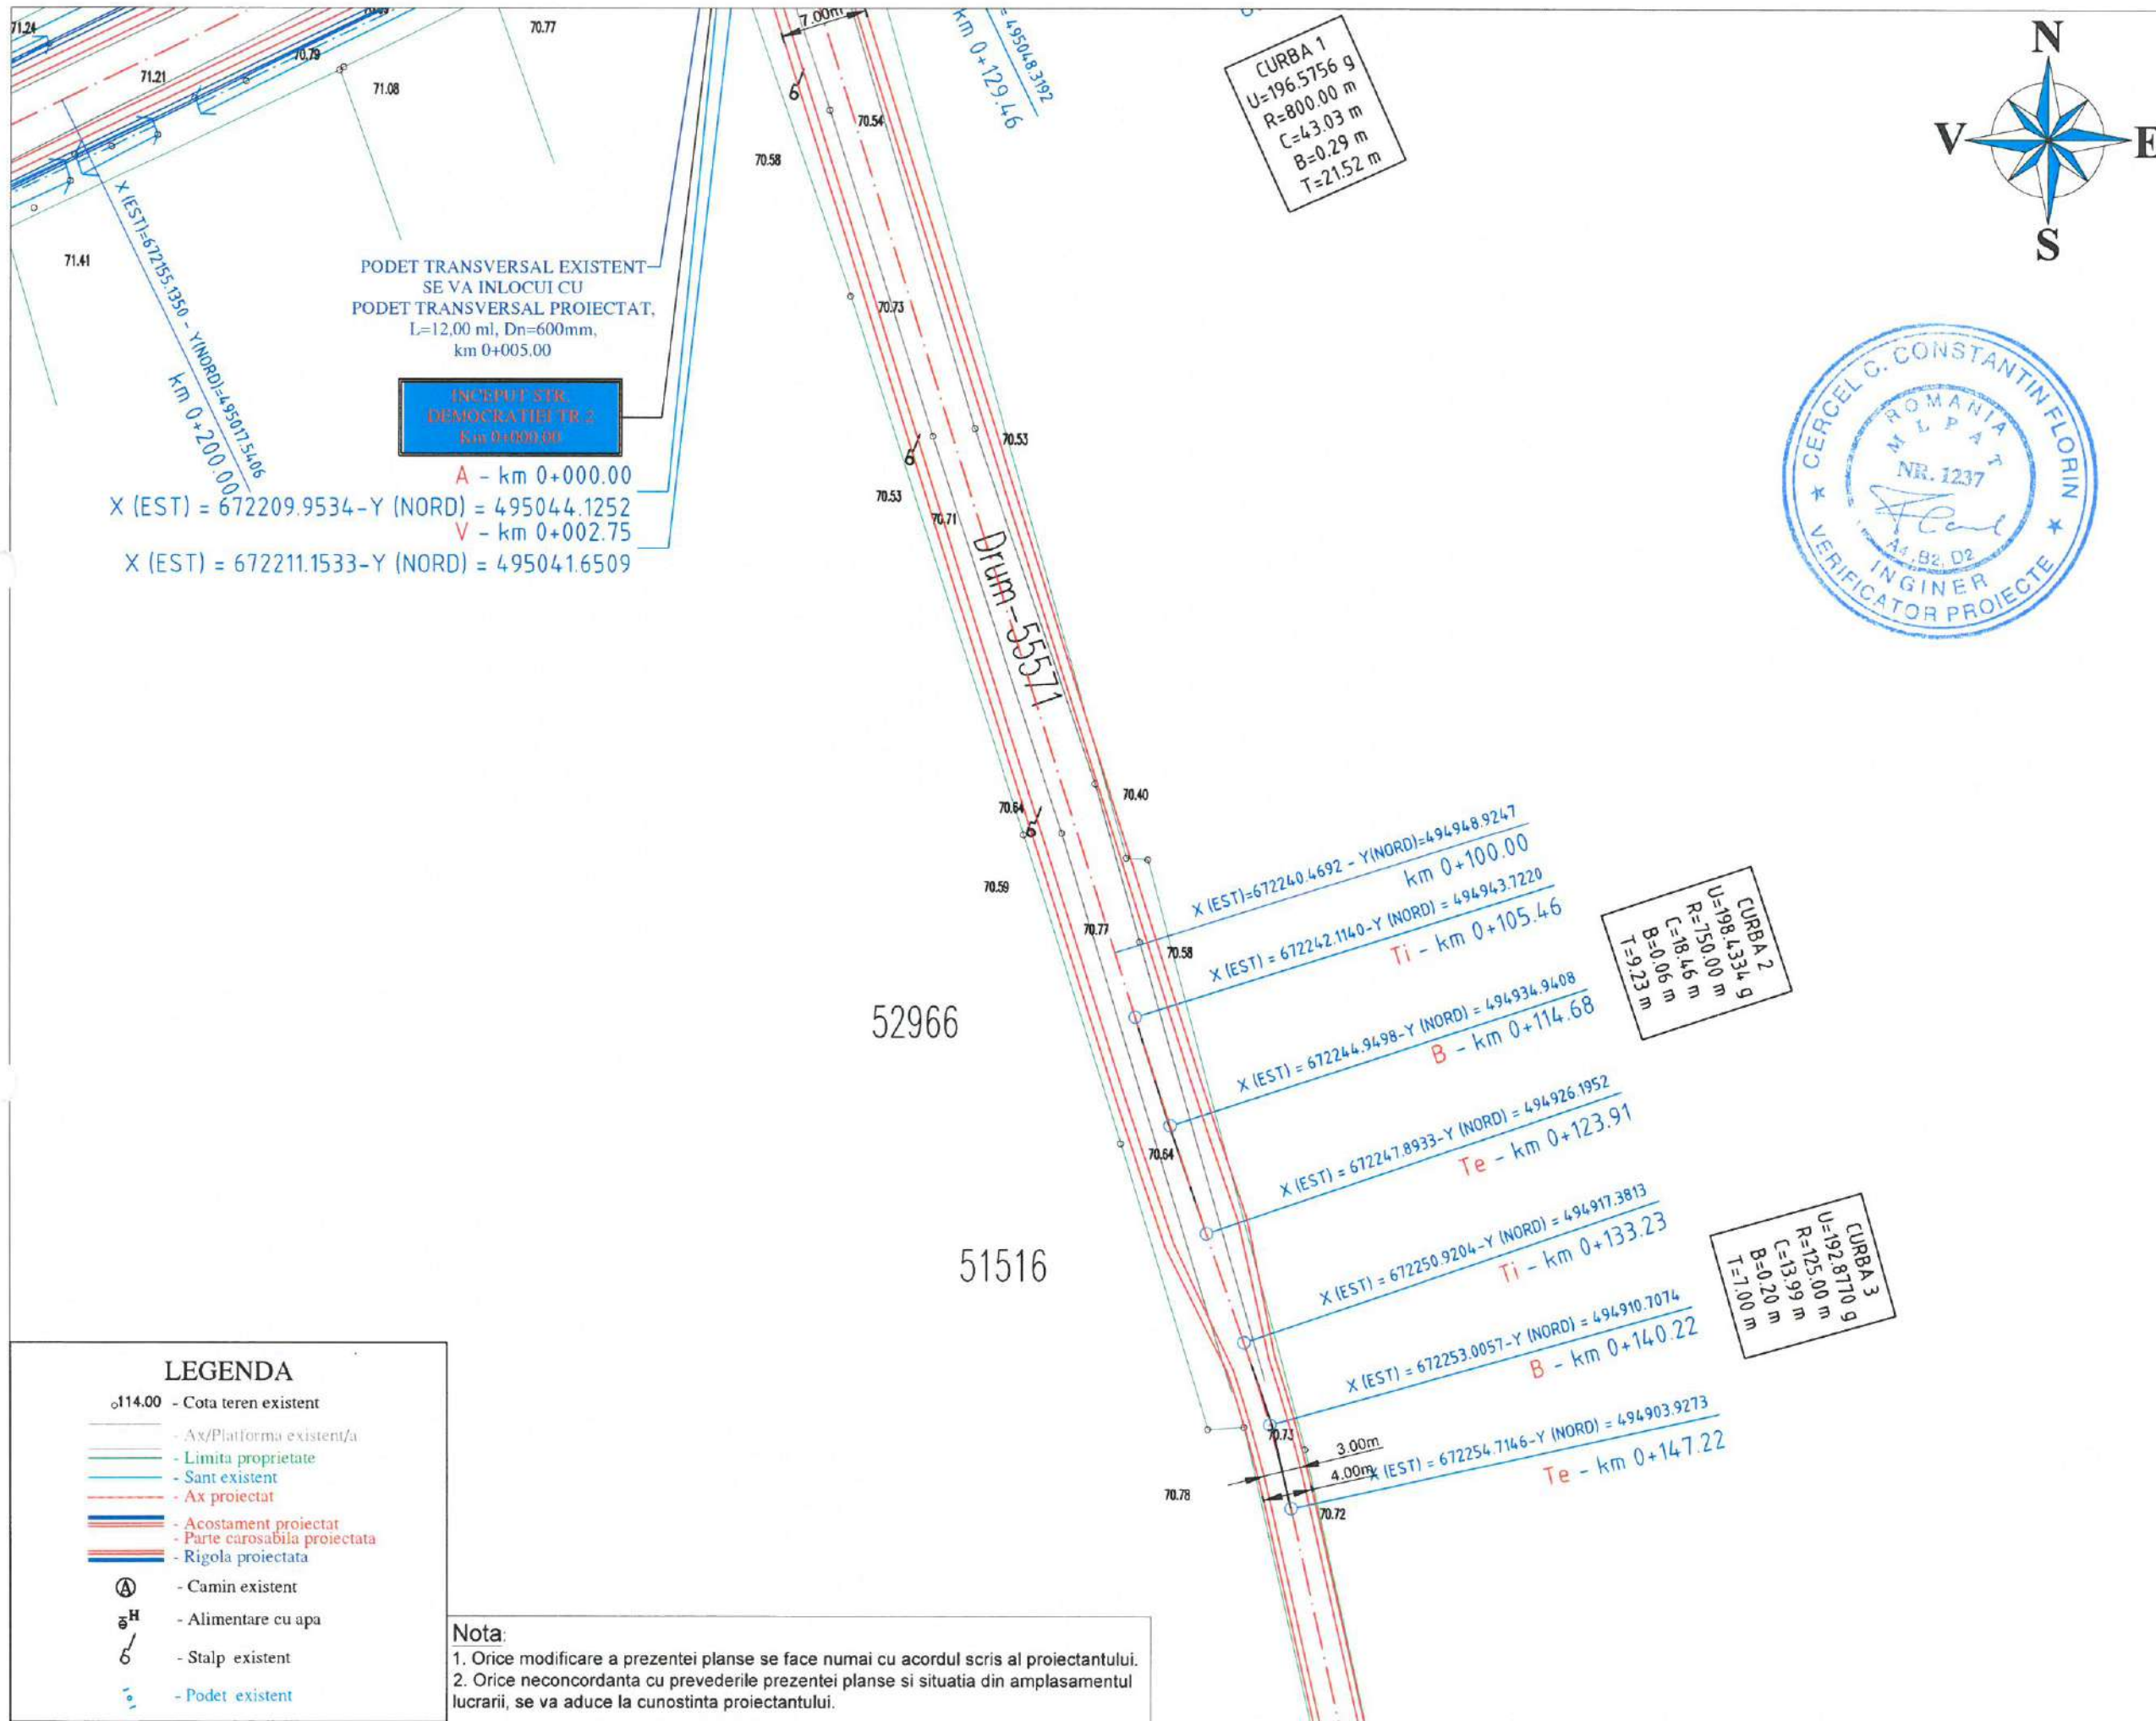 71.24
70.79
70.77
71.21
71.08
71.41
X (EST)=672155.1350 - Y(NORD)=495017.5406
km 0+200.00
PODET TRANSVERSAL EXISTENT
SE VA INLOCUI CU
PODET TRANSVERSAL PROIECTAT,
L=12,00 ml, Dn=600mm,
km 0+005.00
INCEPUT STR.
DEMOCRATIEI TR 2
Km 0+000.00
A - km 0+000.00
X (EST) = 672209.9534-Y (NORD) = 495044.1252
V - km 0+002.75
X (EST) = 672211.1533-Y (NORD) = 495041.6509
7.00m
= 495048.3192
km 0+129.46
CURBA 1
U=196.5756 g
R=800.00 m
C=43.03 m
B=0.29 m
T=21.52 m
N
V
E
S
CERCEL C. CONSTANTIN FLORIN
ROMANIA
MLPAT
NR. 1237
A4, B2, D2
INGINER
VERIFICATOR PROIECTE
70.54
70.58
70.73
70.53
70.53
70.71
Drum-55571
70.64
70.40
70.59
70.77
70.58
X (EST)=672240.4692 - Y(NORD)=494948.9247
km 0+100.00
X (EST) = 672242.1140-Y (NORD) = 494943.7220
Ti - km 0+105.46
X (EST) = 672244.9498-Y (NORD) = 494934.9408
B - km 0+114.68
CURBA 2
U=198.4334 g
R=750.00 m
C=18.46 m
B=0.06 m
T=9.23 m
52966
70.64
X (EST) = 672247.8933-Y (NORD) = 494926.1952
Te - km 0+123.91
X (EST) = 672250.9204-Y (NORD) = 494917.3813
Ti - km 0+133.23
CURBA 3
U=192.8770 g
R=125.00 m
C=13.99 m
B=0.20 m
T=7.00 m
51516
X (EST) = 672253.0057-Y (NORD) = 494910.7074
B - km 0+140.22
70.73
3.00m
4.00m
X (EST) = 672254.7146-Y (NORD) = 494903.9273
Te - km 0+147.22
70.78
70.72
LEGENDA
114.00 - Cota teren existent
- Ax/Platforma existent/a
- Limita proprietate
- Sant existent
- Ax proiectat
- Acostament proiectat
- Parte carosabila proiectata
- Rigola proiectata
A - Camin existent
H - Alimentare cu apa
- Stalp existent
- Podet existent
Nota:
1. Orice modificare a prezentei planse se face numai cu acordul scris al proiectantului.
2. Orice neconcordanta cu prevederile prezentei planse si situatia din amplasamentul
lucrarii, se va aduce la cunostinta proiectantului.